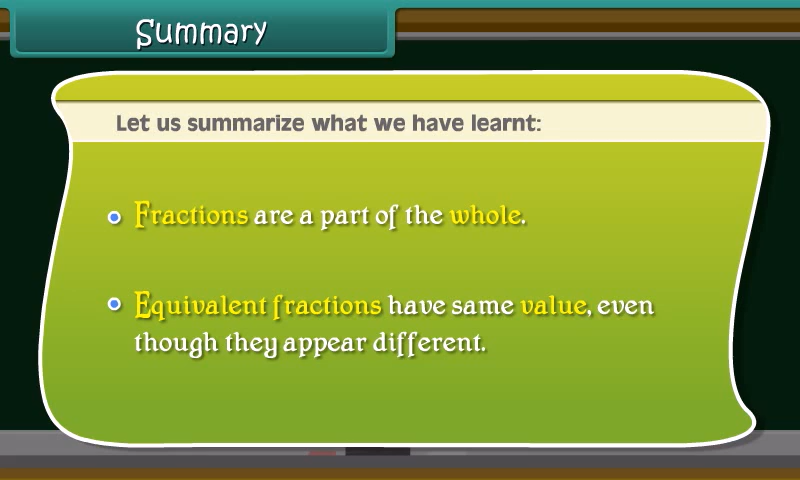 Summary
Let us summarize what we have learnt:
Fractions are a part of the whole.
Equivalent fractions have same value, even
though they appear different.